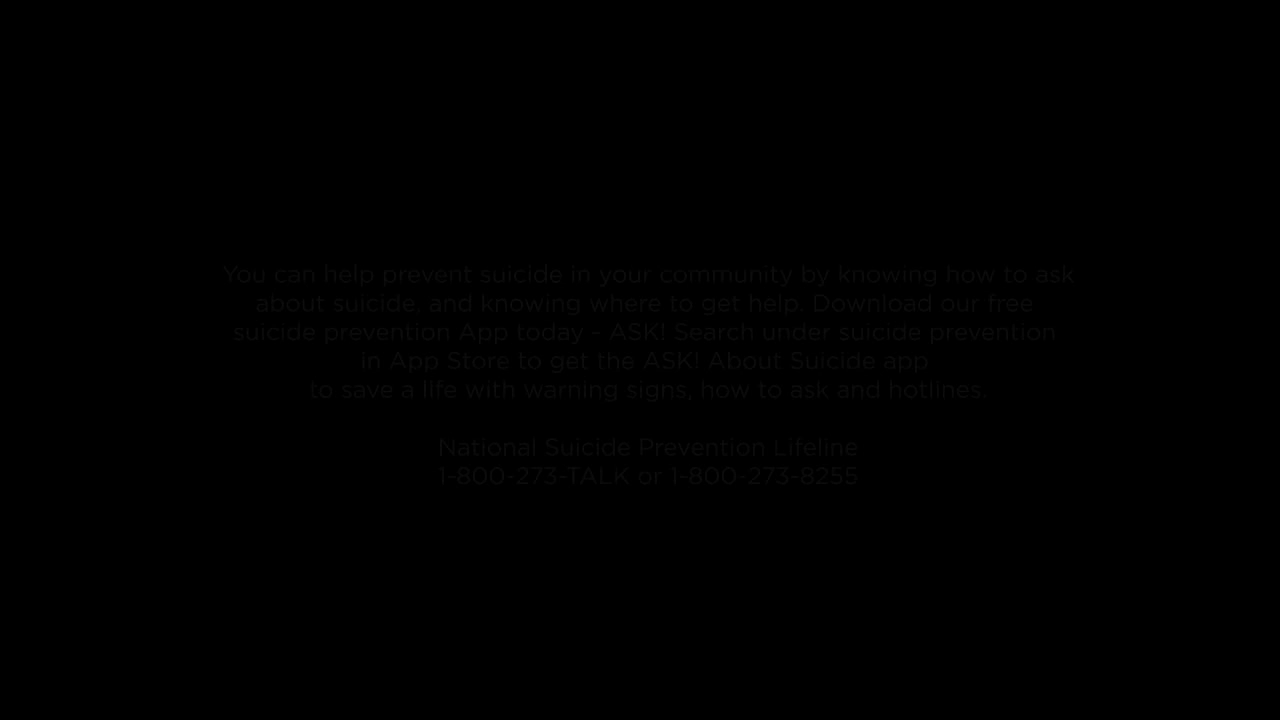 You can help prevent suicide in your community by knowing how to ask
about suicide, and knowing where to get help. Download our free
suicide prevention App today - ASK! Search under suicide prevention
in App Store to get the ASK! About Suicide app
to save a life with warning signs, how to ask and hotlines.
National Suicide Prevention Lifeline
1-800-273-TALK or 1-800-273-8255